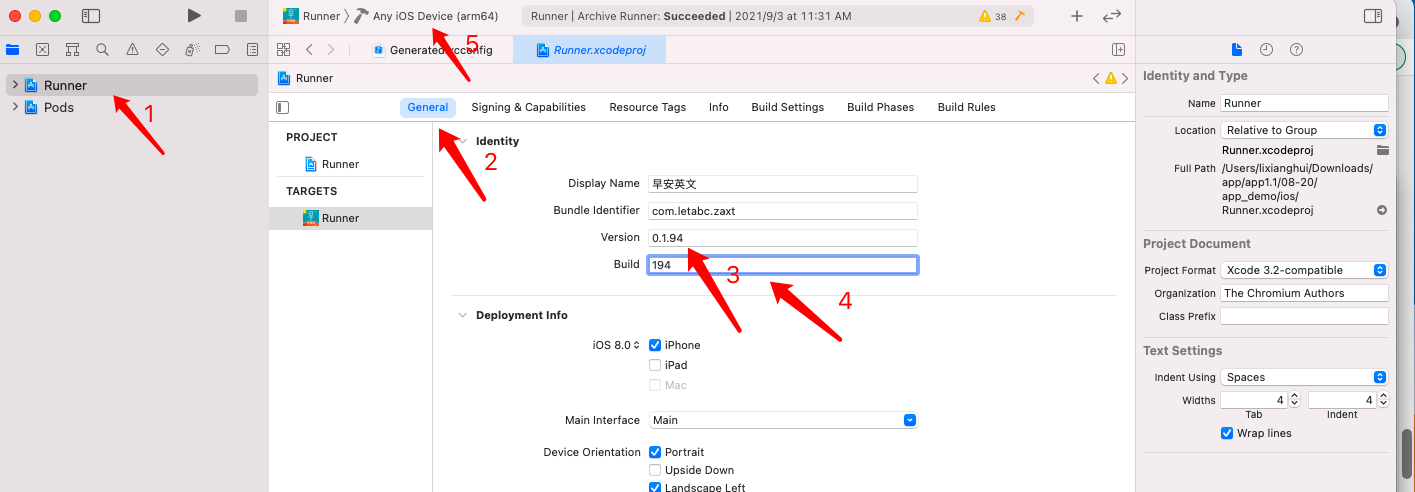 Runner 〉 Any iOS Device (arm64)
Runner | Archive Runner: Succeeded | 2021/9/3 at 11:31 AM
38
5
Generated.xcconfig
Runner.xcodeproj
Runner
Pods
1
Runner
General
Signing & Capabilities
Resource Tags
Info
Build Settings
Build Phases
Build Rules
2
PROJECT
Runner
TARGETS
Runner
Identity
Display Name 早安英文
Bundle Identifier com.letabc.zaxt
Version 0.1.94
Build 194
3
4
Deployment Info
iOS 8.0 iPhone
iPad
Mac
Main Interface Main
Device Orientation Portrait
Upside Down
Landscape Left
Identity and Type
Name Runner
Location Relative to Group
Runner.xcodeproj
Full Path /Users/lixianghui/Downloads/
app/app1.1/08-20/
app_demo/ios/
Runner.xcodeproj
Project Document
Project Format Xcode 3.2-compatible
Organization The Chromium Authors
Class Prefix
Text Settings
Indent Using Spaces
Widths 4 4
Tab Indent
Wrap lines